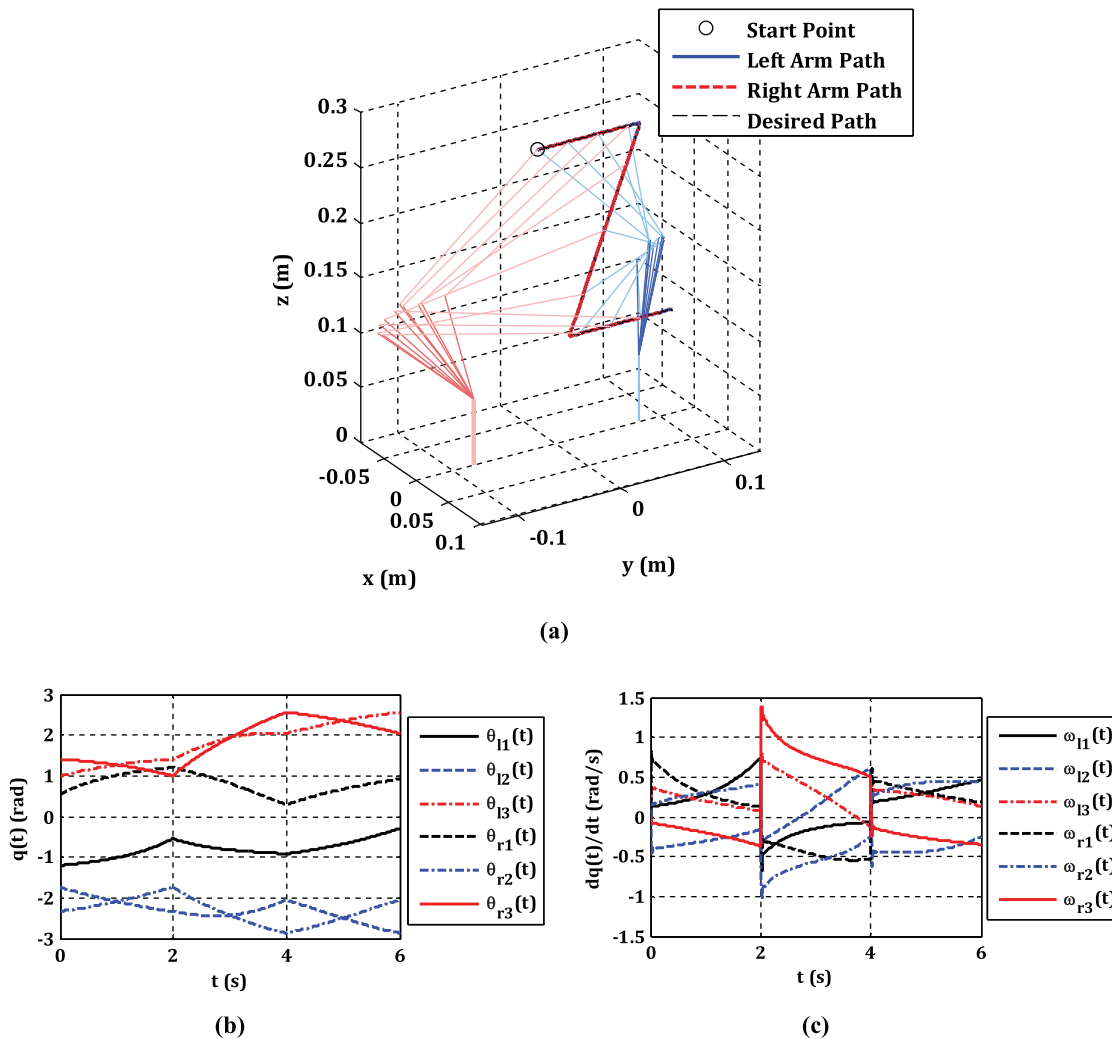 Start Point
Left Arm Path
Right Arm Path
Desired Path
0.3
0.25
0.2
0.15
0.1
0.05
0
z (m)
-0.05
0
0.05
0.1
x (m)
-0.1
0
0.1
y (m)
(a)
3
2
1
0
-1
-2
-3
q(t) (rad)
0 2 4 6
t (s)
θl1(t)
θl2(t)
θl3(t)
θr1(t)
θr2(t)
θr3(t)
(b)
1.5
1
0.5
0
-0.5
-1
-1.5
dq(t)/dt (rad/s)
0 2 4 6
t (s)
ωl1(t)
ωl2(t)
ωl3(t)
ωr1(t)
ωr2(t)
ωr3(t)
(c)